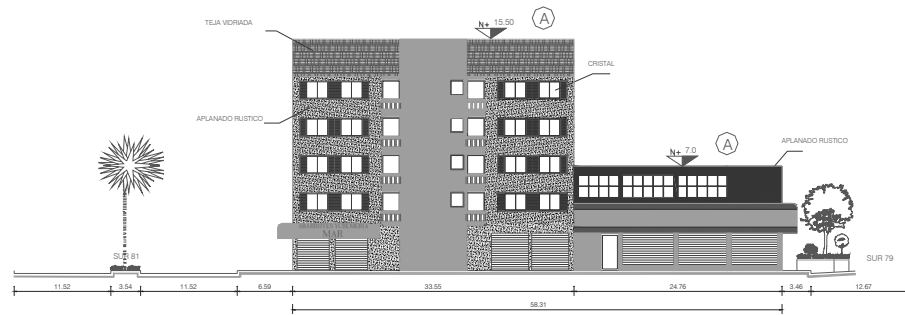 TEJA VIDRIADA
N+ 15.50
A
CRISTAL
APLANADO RUSTICO
N+ 7.0
A
APLANADO RUSTICO
MAR
SUR 81
SUR 79
11.52
3.54
11.52
6.59
33.55
24.76
3.46
12.67
58.31